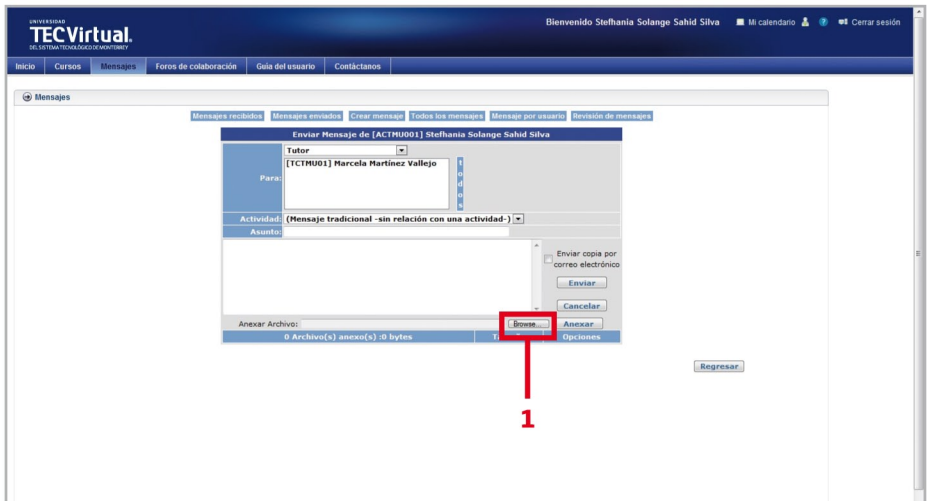 UNIVERSIDAD
TECVirtual.
DEL SISTEMA TECNOLÓGICO DE MONTERREY
Bienvenido Stefhania Solange Sahid Silva
Mi calendario
?
Cerrar sesión
Inicio Cursos Mensajes Foros de colaboración Guía del usuario Contáctanos
Mensajes
Mensajes recibidos Mensajes enviados Crear mensaje Todos los mensajes Mensaje por usuario Revisión de mensajes
Enviar Mensaje de [ACTMU001] Stefhania Solange Sahid Silva
Tutor
Para:
[TCTMU01] Marcela Martínez Vallejo
todos
Actividad: (Mensaje tradicional -sin relación con una actividad-)
Asunto:
Enviar copia por
correo electrónico
Enviar
Cancelar
Anexar Archivo: Browse... Anexar
0 Archivo(s) anexo(s) :0 bytes
Opciones
Regresar
1